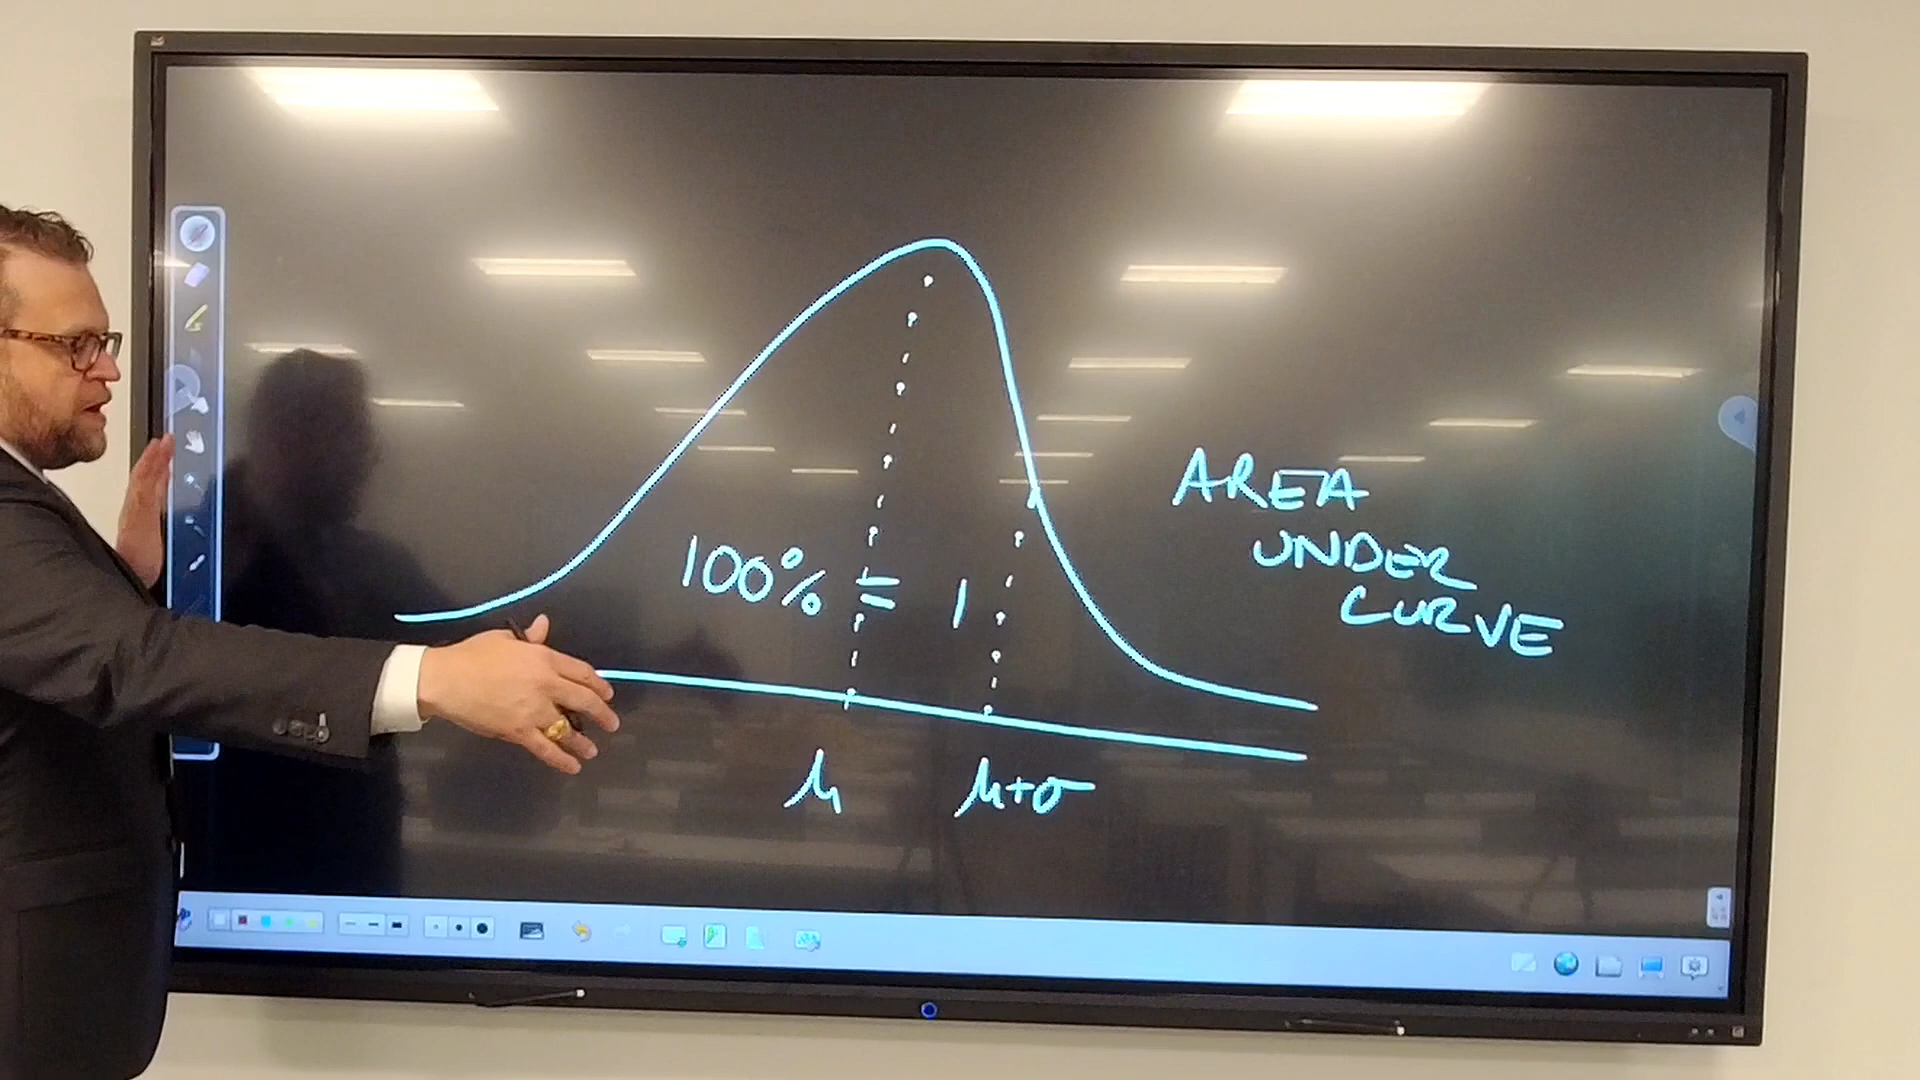 100% = 1
AREA
UNDER
CURVE
μ
μ+σ